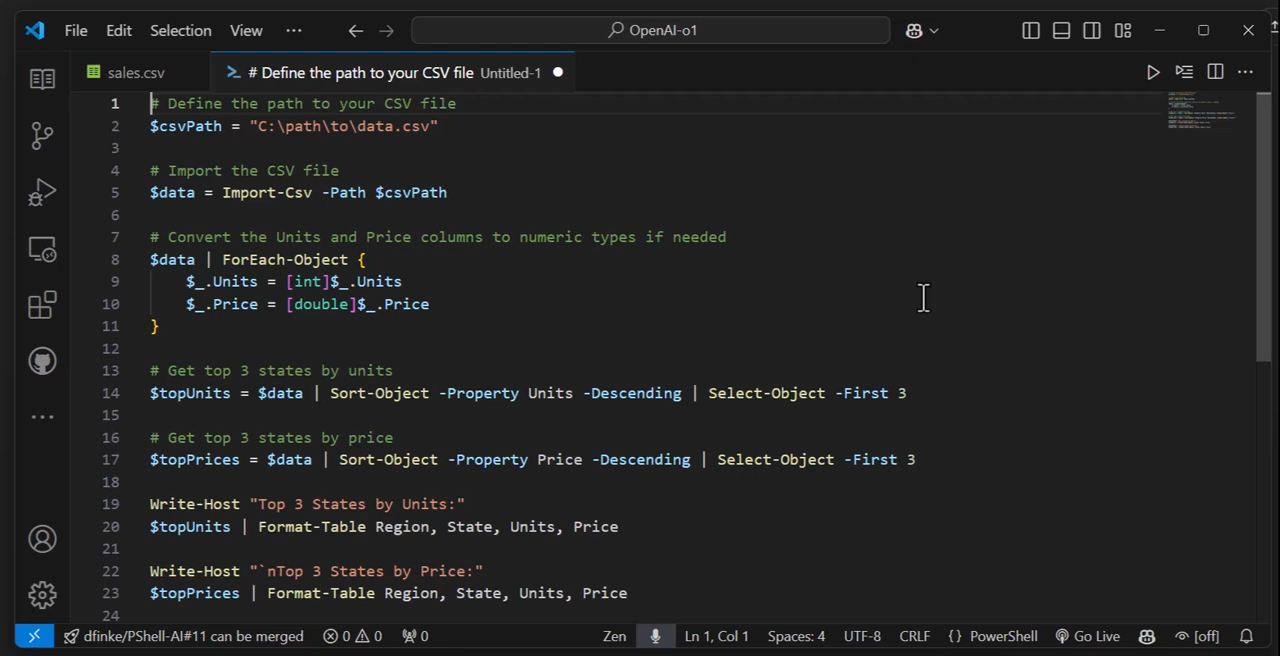 File Edit Selection View ··· OpenAI-o1
sales.csv # Define the path to your CSV file Untitled-1
1 # Define the path to your CSV file
2 $csvPath = "C:\path\to\data.csv"
3
4 # Import the CSV file
5 $data = Import-Csv -Path $csvPath
6
7 # Convert the Units and Price columns to numeric types if needed
8 $data | ForEach-Object {
9 $_.Units = [int]$_.Units
10 $_.Price = [double]$_.Price
11 }
12
13 # Get top 3 states by units
14 $topUnits = $data | Sort-Object -Property Units -Descending | Select-Object -First 3
15
16 # Get top 3 states by price
17 $topPrices = $data | Sort-Object -Property Price -Descending | Select-Object -First 3
18
19 Write-Host "Top 3 States by Units:"
20 $topUnits | Format-Table Region, State, Units, Price
21
22 Write-Host "`nTop 3 States by Price:"
23 $topPrices | Format-Table Region, State, Units, Price
24
dfinke/PShell-AI#11 can be merged 0 0 0 Zen Ln 1, Col 1 Spaces: 4 UTF-8 CRLF {} PowerShell Go Live [off]